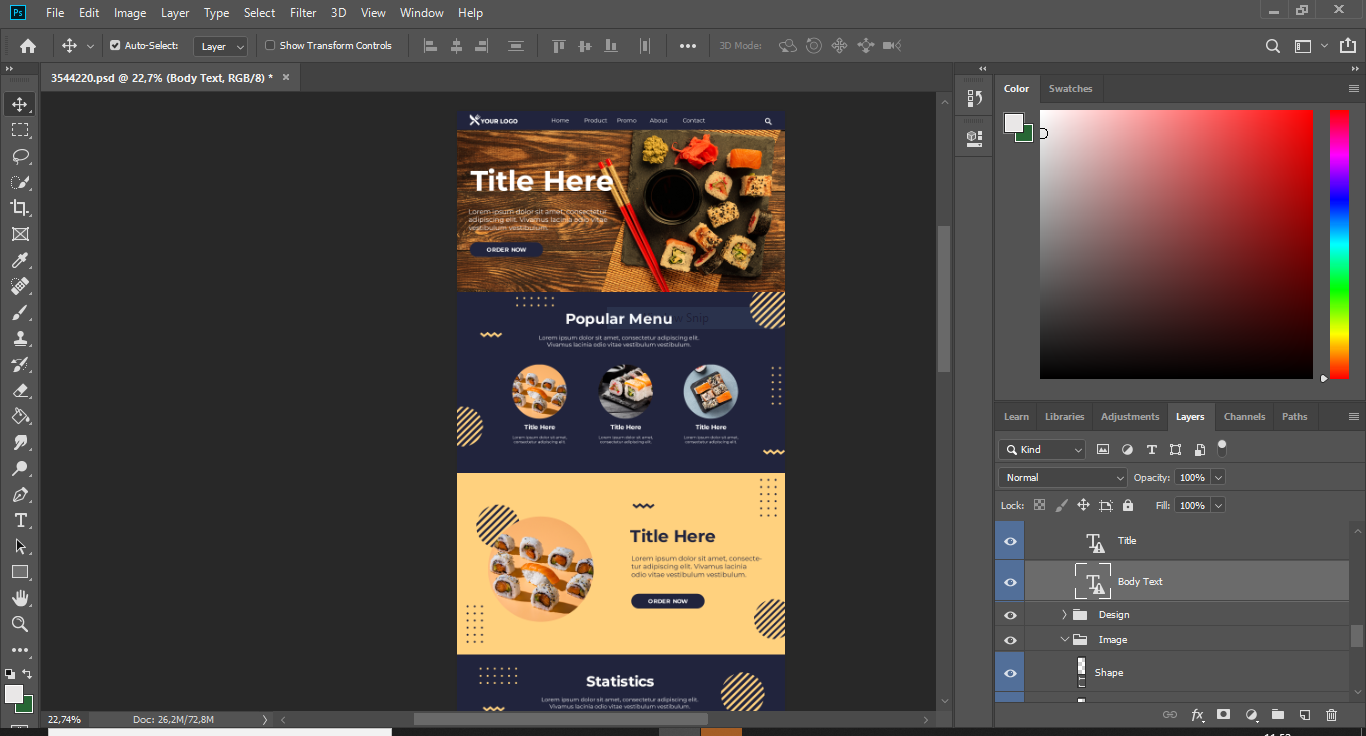 Ps File Edit Image Layer Type Select Filter 3D View Window Help
Auto-Select: Layer Show Transform Controls 3D Mode:
3544220.psd @ 22,7% (Body Text, RGB/8) *
YOUR LOGO Home Product Promo About Contact
Title Here
Lorem ipsum dolor sit amet, consectetur
adipiscing elit. Vivamus lacinia odio vitae
vestibulum vestibulum.
ORDER NOW
Snip
Popular Menu
Lorem ipsum dolor sit amet, consectetur adipiscing elit.
Vivamus lacinia odio vitae vestibulum vestibulum.
Title Here Title Here Title Here
Lorem ipsum dolor sit amet, Lorem ipsum dolor sit amet, Lorem ipsum dolor sit amet,
consectetur adipiscing elit. consectetur adipiscing elit. consectetur adipiscing elit.
Title Here
Lorem ipsum dolor sit amet, consecte-
tur adipiscing elit. Vivamus lacinia
odio vitae vestibulum vestibulum.
ORDER NOW
Statistics
Lorem ipsum dolor sit amet, consectetur adipiscing elit.
22,74% Doc: 26,2M/72,8M
Color Swatches
Learn Libraries Adjustments Layers Channels Paths
Kind
Normal Opacity: 100%
Lock: Fill: 100%
Title
Body Text
Design
Image
Shape
fx